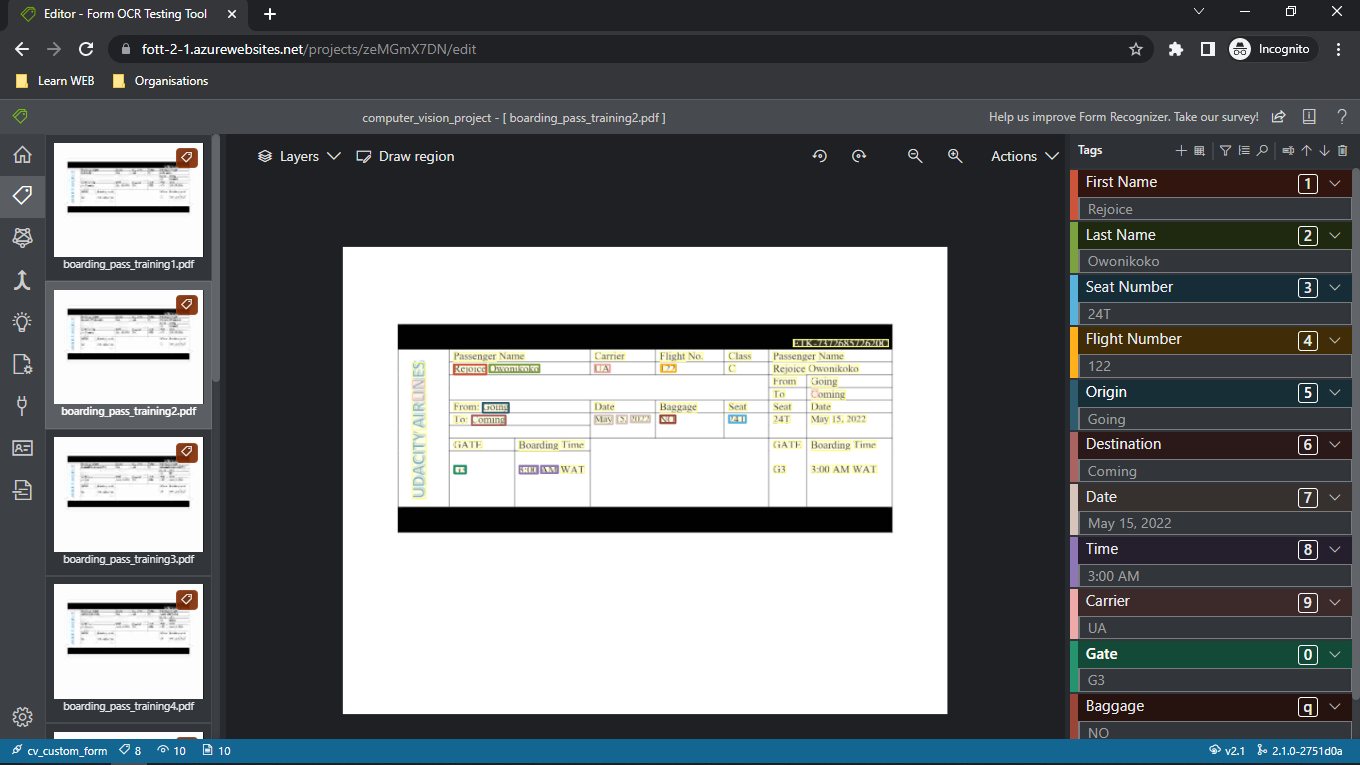 Editor - Form OCR Testing Tool
fott-2-1.azurewebsites.net/projects/zeMGmX7DN/edit
Incognito
Learn WEB
Organisations
computer_vision_project - [ boarding_pass_training2.pdf ]
Help us improve Form Recognizer. Take our survey!
boarding_pass_training1.pdf
boarding_pass_training2.pdf
boarding_pass_training3.pdf
boarding_pass_training4.pdf
Layers
Draw region
Actions
UDACITY AIRLINES
Passenger Name Carrier Flight No. Class Passenger Name
Rejoice Owonikoko UA 122 C Rejoice Owonikoko
From Going
To Coming
From: Going Date Baggage Seat Seat Date
To: Coming May 15, 2022 NO 24T 24T May 15, 2022
GATE Boarding Time GATE Boarding Time
G3 3:00 AM WAT G3 3:00 AM WAT
Tags
First Name 1
Rejoice
Last Name 2
Owonikoko
Seat Number 3
24T
Flight Number 4
122
Origin 5
Going
Destination 6
Coming
Date 7
May 15, 2022
Time 8
3:00 AM
Carrier 9
UA
Gate 0
G3
Baggage q
NO
cv_custom_form 8 10 10
v2.1 2.1.0-2751d0a